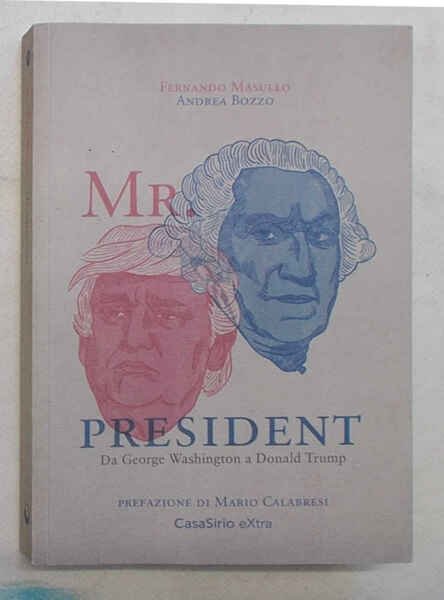 Fernando Masullo
Andrea Bozzo
Mr.
President
Da George Washington a Donald Trump
prefazione di Mario Calabresi
CasaSirio eXtra